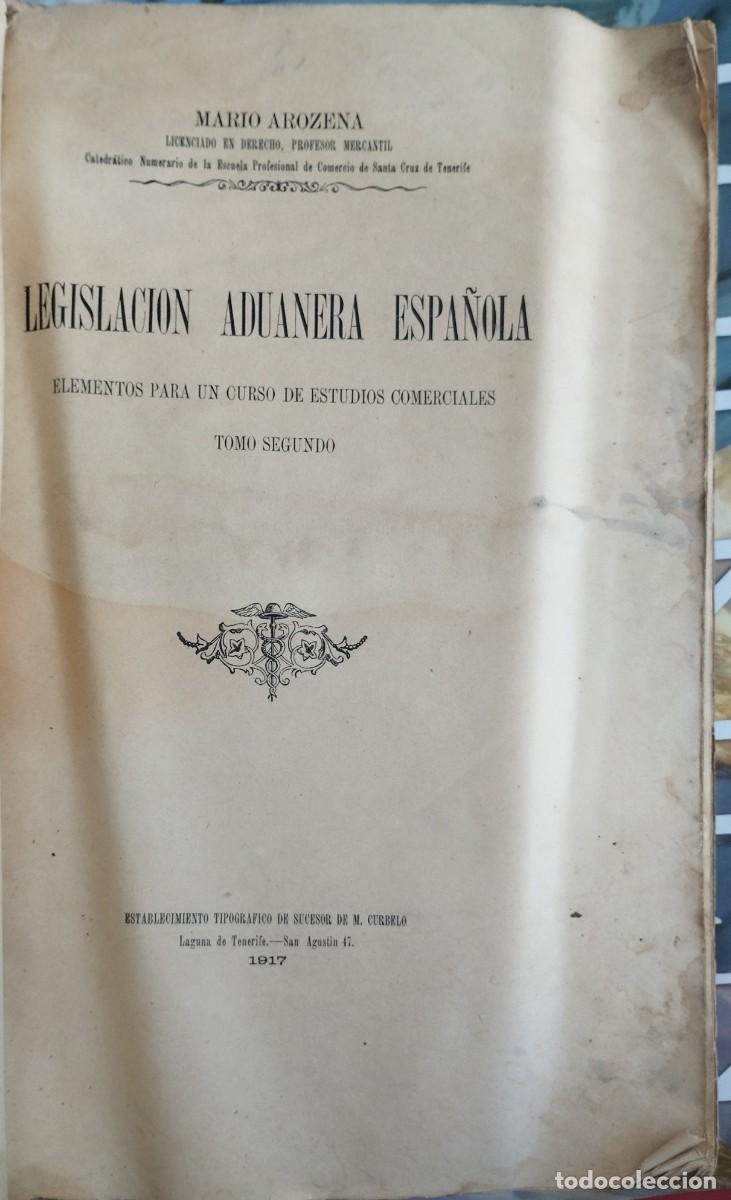 MARIO AROZENA
LICENCIADO EN DERECHO, PROFESOR MERCANTIL
Catedrático Numerario de la Escuela Profesional de Comercio de Santa Cruz de Tenerife
LEGISLACION ADUANERA ESPAÑOLA
ELEMENTOS PARA UN CURSO DE ESTUDIOS COMERCIALES
TOMO SEGUNDO
ESTABLECIMIENTO TIPOGRAFICO DE SUCESOR DE M. CURBELO
Laguna de Tenerife.—San Agustin 47.
1917
todocoleccion